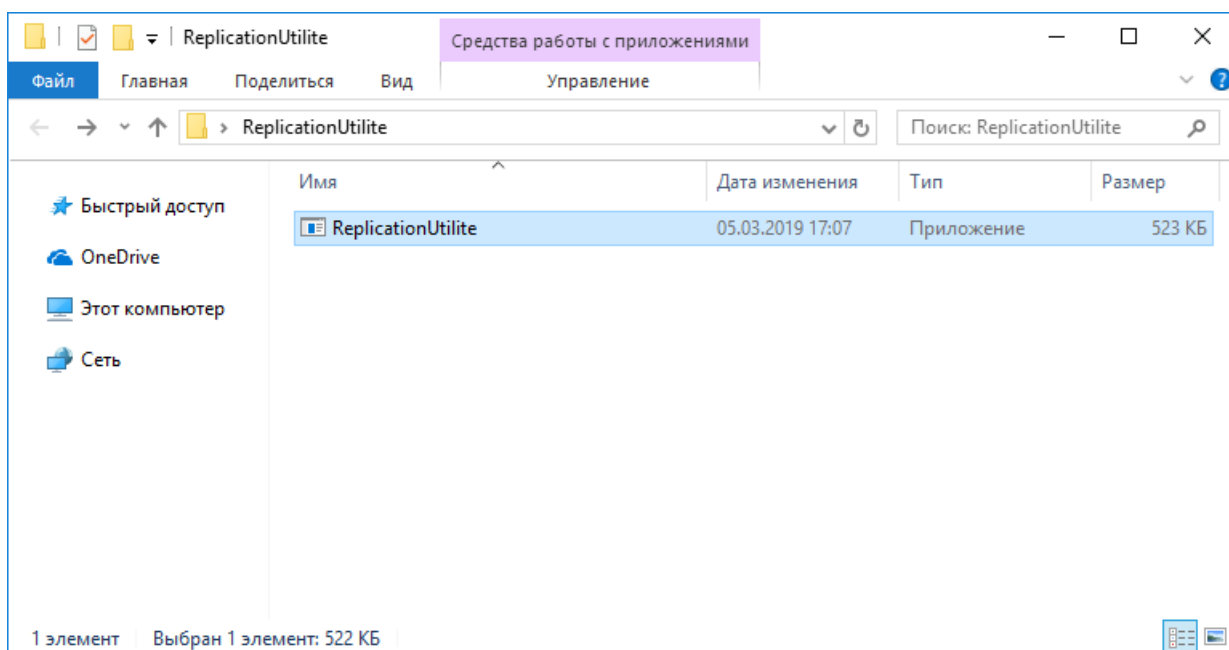 ReplicationUtilite
Средства работы с приложениями
Файл Главная Поделиться Вид Управление
ReplicationUtilite Поиск: ReplicationUtilite
Имя Дата изменения Тип Размер
Быстрый доступ
ReplicationUtilite 05.03.2019 17:07 Приложение 523 КБ
OneDrive
Этот компьютер
Сеть
1 элемент Выбран 1 элемент: 522 КБ